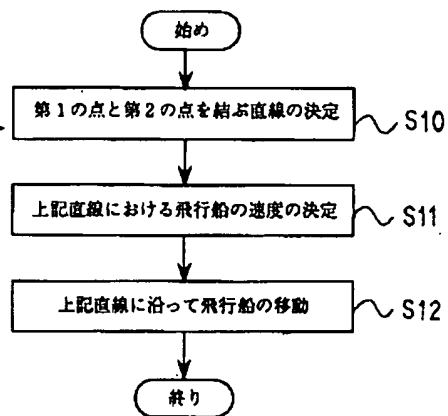 始め
第1の点と第2の点を結ぶ直線の決定
S10
上記直線における飛行船の速度の決定
S11
上記直線に沿って飛行船の移動
S12
終り